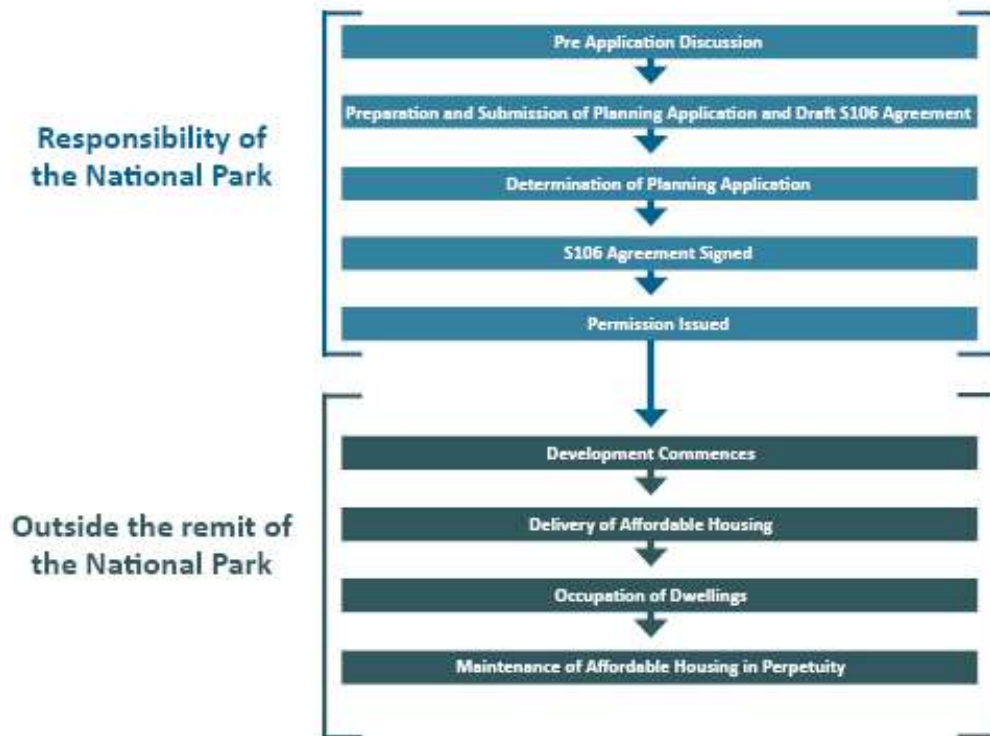 Responsibility of
the National Park
Pre Application Discussion
Preparation and Submission of Planning Application and Draft S106 Agreement
Determination of Planning Application
S106 Agreement Signed
Permission Issued
Outside the remit of
the National Park
Development Commences
Delivery of Affordable Housing
Occupation of Dwellings
Maintenance of Affordable Housing in Perpetuity